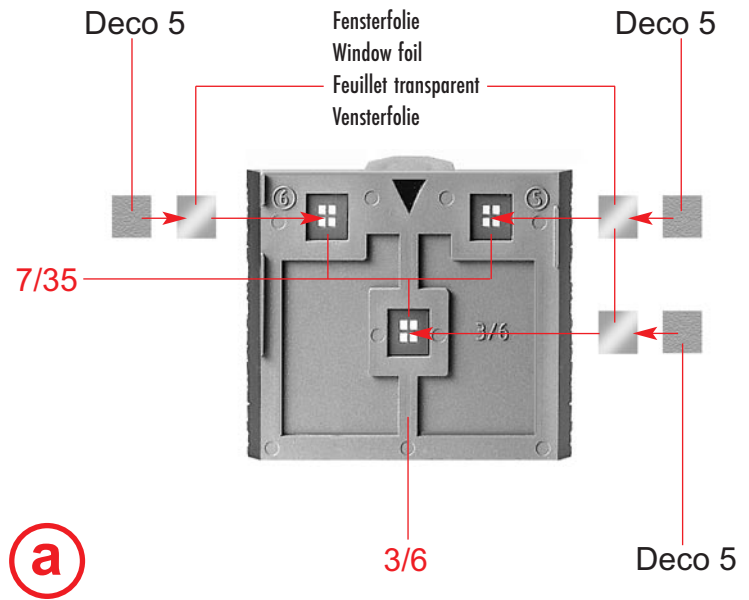 Deco 5
Fensterfolie
Window foil
Feuillet transparent
Vensterfolie
Deco 5
6
5
7/35
3/6
3/6
Deco 5
a